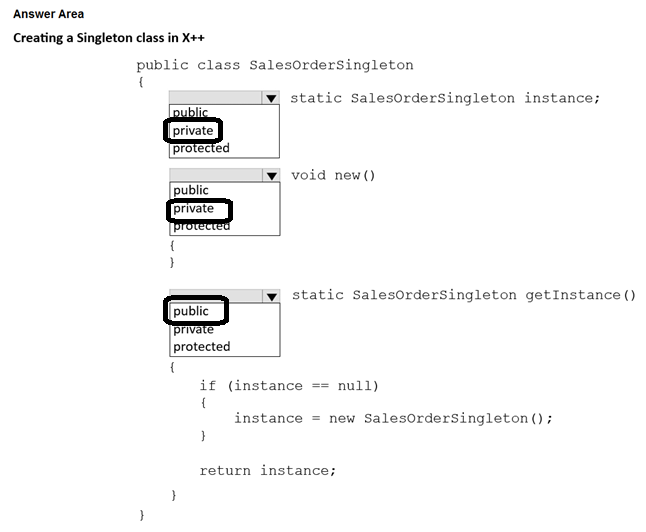 Answer Area
Creating a Singleton class in X++
public class SalesOrderSingleton
{
static SalesOrderSingleton instance;
public
private
protected
void new()
public
private
protected
{
}
static SalesOrderSingleton getInstance()
public
private
protected
{
if (instance == null)
{
instance = new SalesOrderSingleton();
}
return instance;
}
}